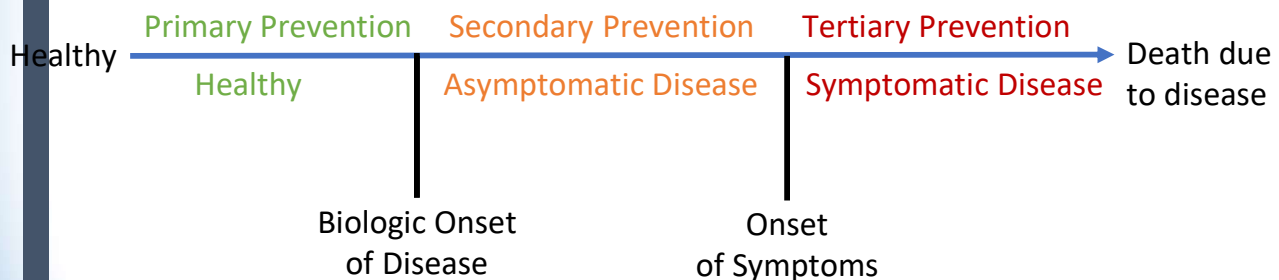 Primary Prevention
Secondary Prevention
Tertiary Prevention
Healthy
Death due
to disease
Healthy
Asymptomatic Disease
Symptomatic Disease
Biologic Onset
of Disease
Onset
of Symptoms